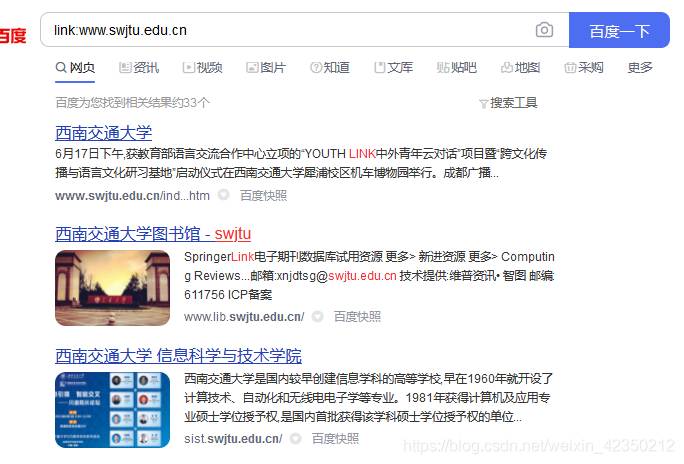 百度
link:www.swjtu.edu.cn
百度一下
网页 资讯 视频 图片 知道 文库 贴吧 地图 采购 更多
百度为您找到相关结果约33个 搜索工具
西南交通大学
6月17日下午,获教育部语言交流合作中心立项的“YOUTH LINK中外青年云对话”项目暨“跨文化传
播与语言文化研习基地”启动仪式在西南交通大学犀浦校区机车博物园举行。成都广播...
www.swjtu.edu.cn/ind...htm 百度快照
西南交通大学图书馆 - swjtu
SpringerLink电子期刊数据库试用资源 更多> 新进资源 更多> Computin
g Reviews...邮箱:xnjdtsg@swjtu.edu.cn 技术提供:维普资讯• 智图 邮编:
611756 ICP备案
www.lib.swjtu.edu.cn/ 百度快照
西南交通大学 信息科学与技术学院
西南交通大学是国内较早创建信息学科的高等学校,早在1960年就开设了
计算技术、自动化和无线电电子学等专业。1981年获得计算机及应用专
业硕士学位授予权,是国内首批获得该学科硕士学位授予权的单位...
sist.swjtu.edu.cn/ 百度快照
https://blog.csdn.net/weixin_42350212